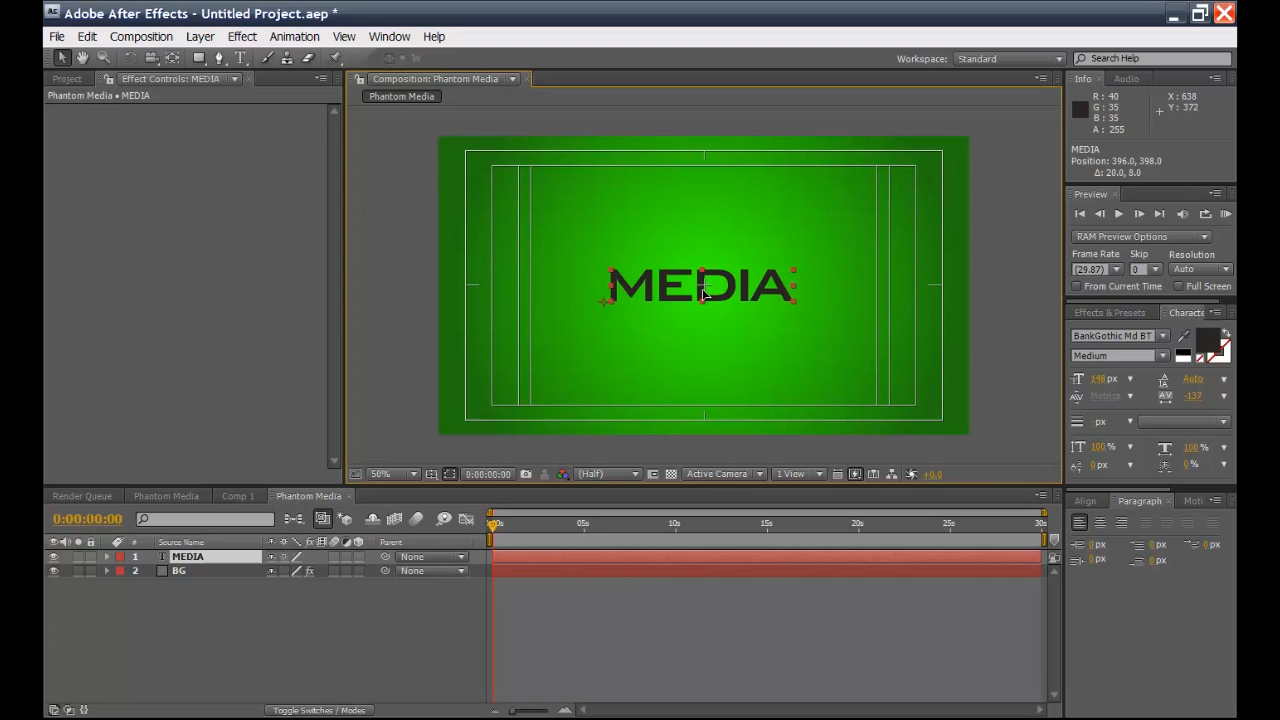 Adobe After Effects - Untitled Project.aep *
File Edit Composition Layer Effect Animation View Window Help
Workspace: Standard Search Help
Project Effect Controls: MEDIA Composition: Phantom Media Info Audio
Phantom Media • MEDIA Phantom Media
R : 40 X : 638
G : 35 Y : 372
B : 35
A : 255
MEDIA
Position: 396.0, 398.0
Δ: 20.0, 8.0
Preview
RAM Preview Options
Frame Rate Skip Resolution
(29.87) 0 Auto
From Current Time Full Screen
MEDIA
Effects & Presets Characte
BankGothic Md BT
Medium
148 px Auto
Metrics -137
px
100 % 100 %
0 px 0 %
50% 0:00:00:00 (Half) Active Camera 1 View +0.0
Render Queue Phantom Media Comp 1 Phantom Media
Align Paragraph Moti
0:00:00:00 05s 10s 15s 20s 25s 30s
# Source Name Parent
1 T MEDIA None
2 BG None
0 px 0 px 0 px
0 px 0 px
Toggle Switches / Modes